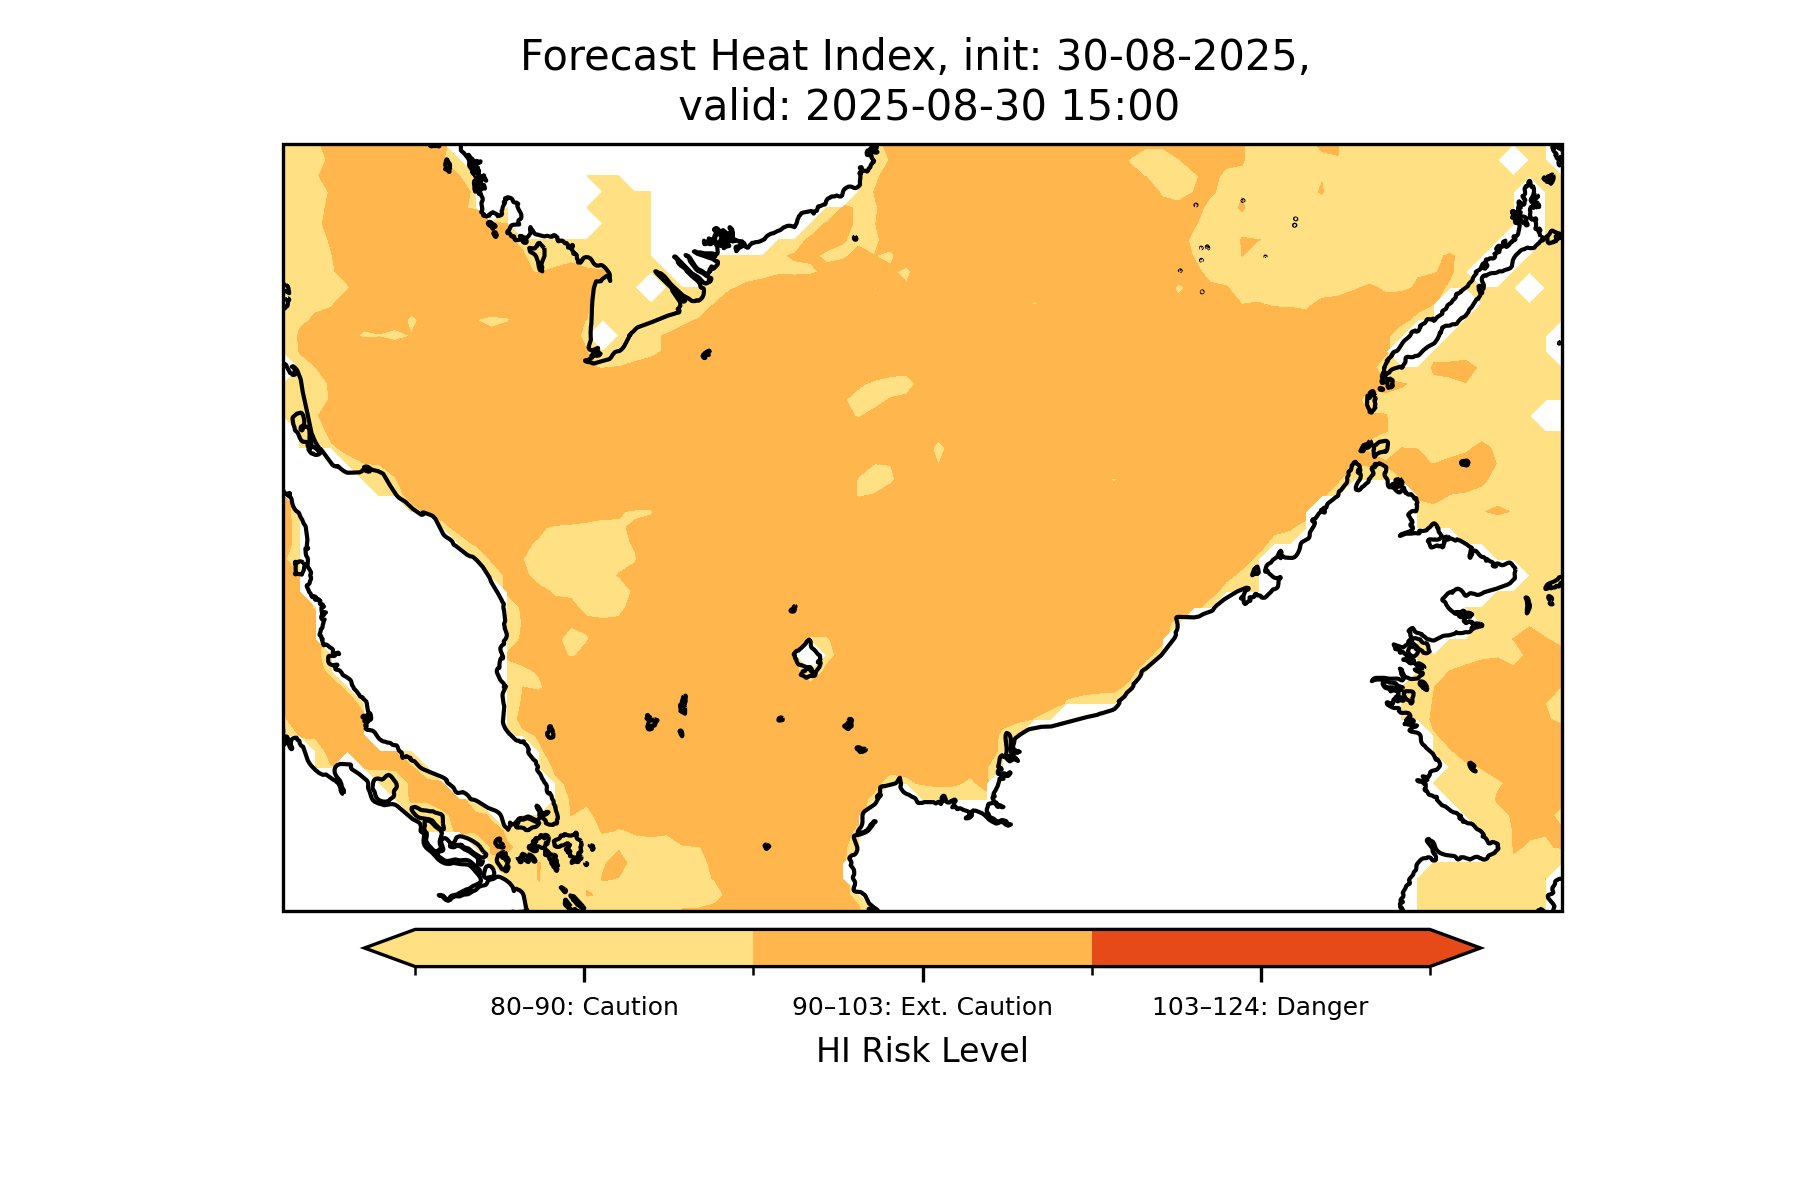 Forecast Heat Index, init: 30-08-2025,
valid: 2025-08-30 15:00
80–90: Caution
90–103: Ext. Caution
103–124: Danger
HI Risk Level